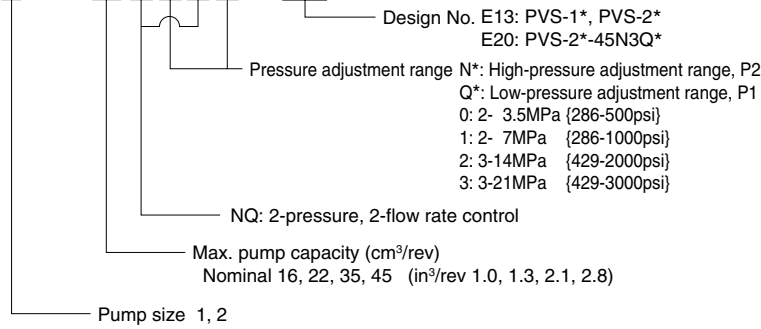 Design No. E13: PVS-1*, PVS-2*
E20: PVS-2*-45N3Q*
Pressure adjustment range N*: High-pressure adjustment range, P2
Q*: Low-pressure adjustment range, P1
0: 2- 3.5MPa {286-500psi}
1: 2- 7MPa {286-1000psi}
2: 3-14MPa {429-2000psi}
3: 3-21MPa {429-3000psi}
NQ: 2-pressure, 2-flow rate control
Max. pump capacity (cm³/rev)
Nominal 16, 22, 35, 45 (in³/rev 1.0, 1.3, 2.1, 2.8)
Pump size 1, 2